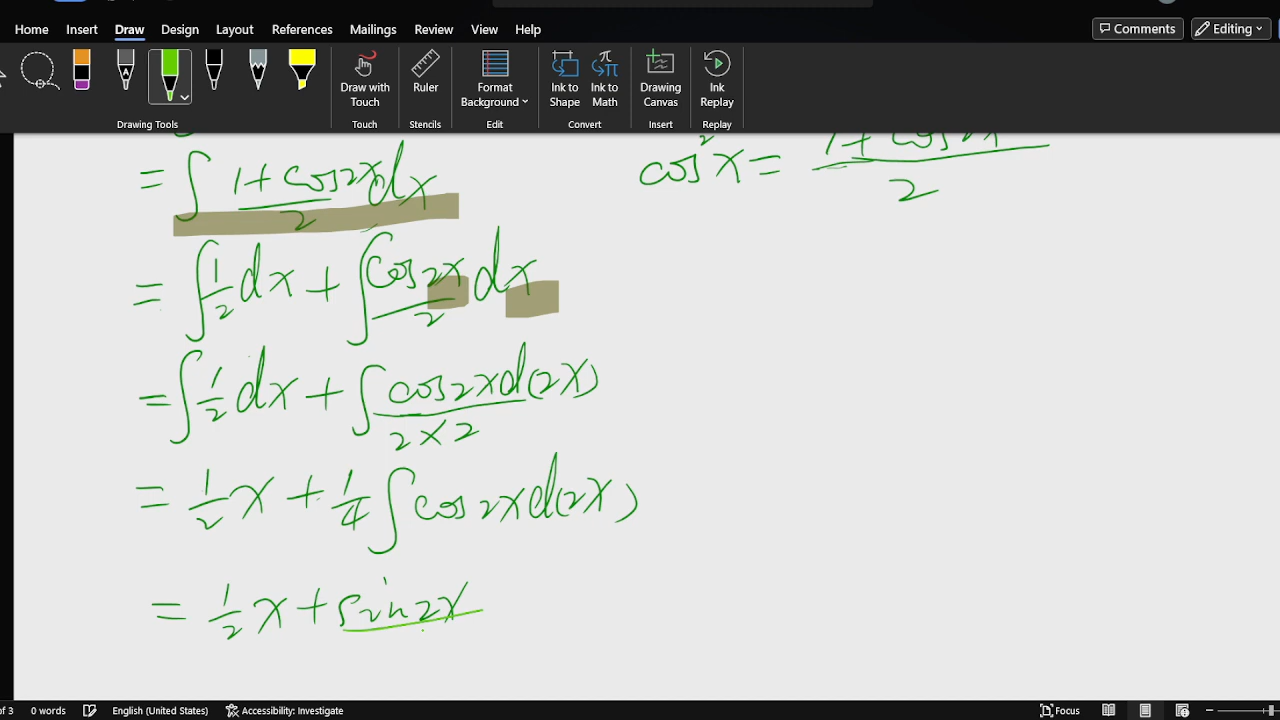 Home Insert Draw Design Layout References Mailings Review View Help Comments Editing
Draw with Touch Ruler Format Background Ink to Shape Ink to Math Drawing Canvas Ink Replay
Drawing Tools Touch Stencils Edit Convert Insert Replay
= ∫ (1+cos2x)/2 dx
cos²x = (1+cos2x)/2
= ∫ 1/2 dx + ∫ cos2x/2 dx
= ∫ 1/2 dx + ∫ cos2x d(2x)/(2×2)
= 1/2 x + 1/4 ∫ cos2x d(2x)
= 1/2 x + sin2x
of 3 0 words English (United States) Accessibility: Investigate Focus